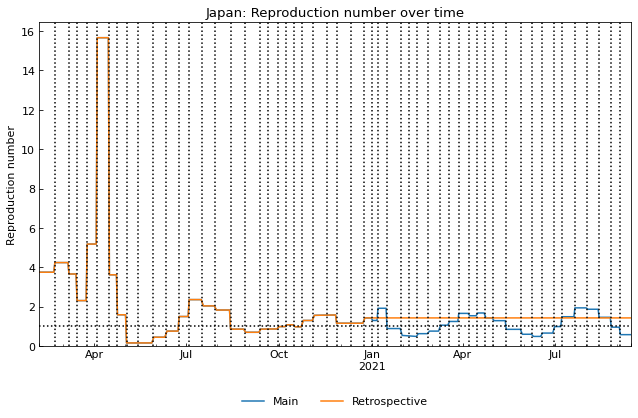 Japan: Reproduction number over time
Reproduction number
16
14
12
10
8
6
4
2
0
Apr
Jul
Oct
Jan
2021
Apr
Jul
Main
Retrospective